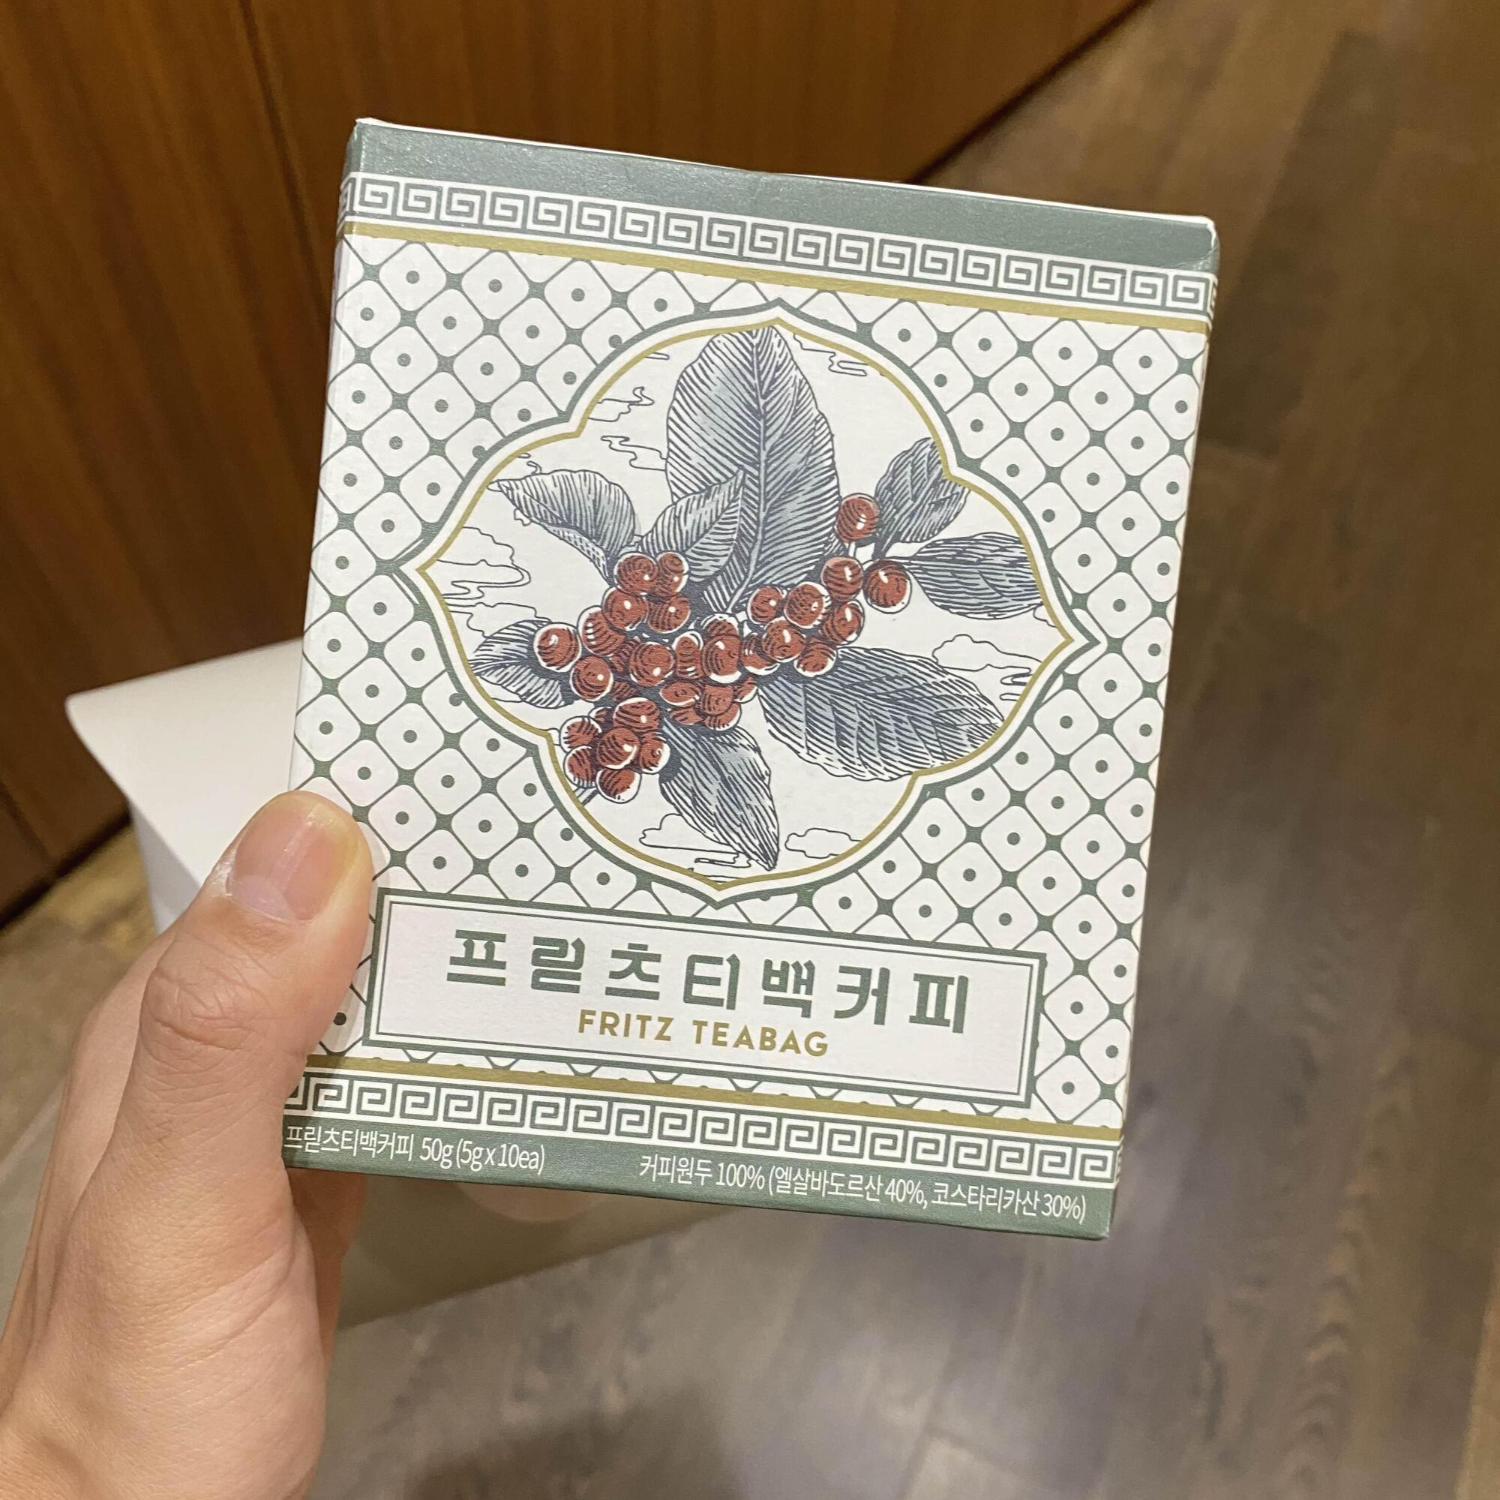 프릳츠티백커피
FRITZ TEABAG
프릳츠티백커피 50g (5g x 10ea)
커피원두 100% (엘살바도르산 40%, 코스타리카산 30%)